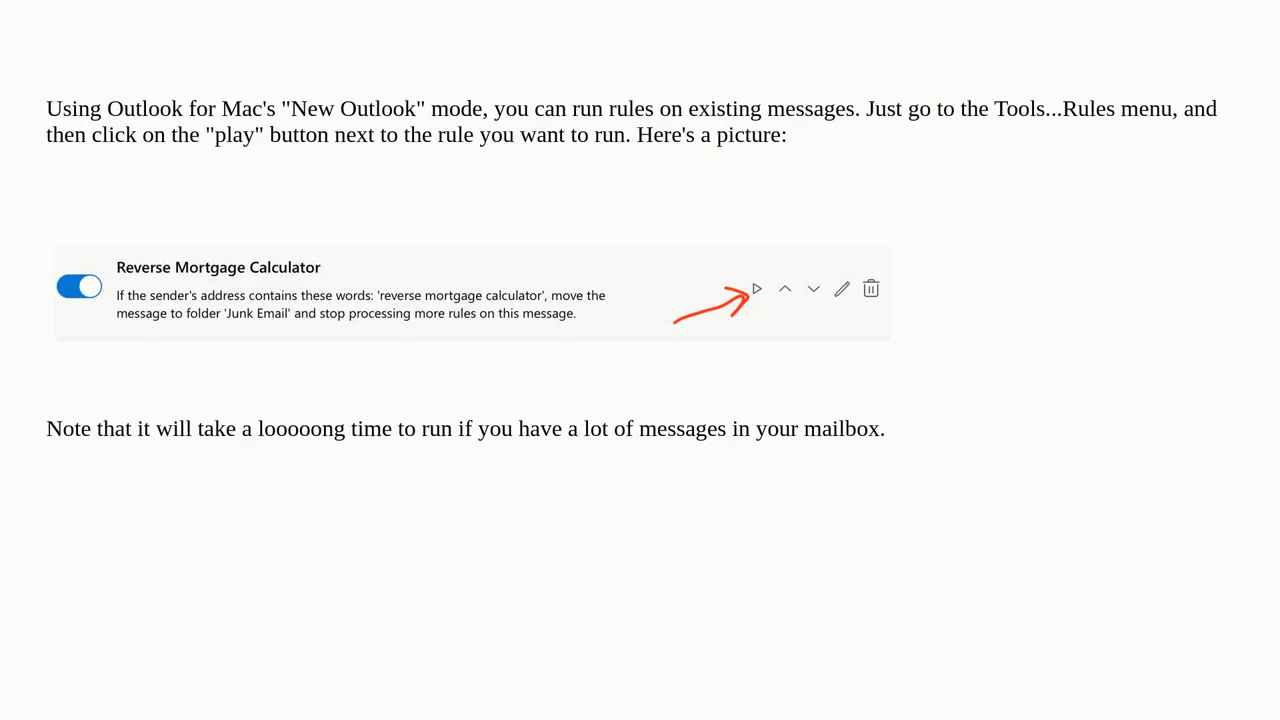 Using Outlook for Mac's "New Outlook" mode, you can run rules on existing messages. Just go to the Tools...Rules menu, and
then click on the "play" button next to the rule you want to run. Here's a picture:
Reverse Mortgage Calculator
If the sender's address contains these words: 'reverse mortgage calculator', move the
message to folder 'Junk Email' and stop processing more rules on this message.
Note that it will take a looooong time to run if you have a lot of messages in your mailbox.